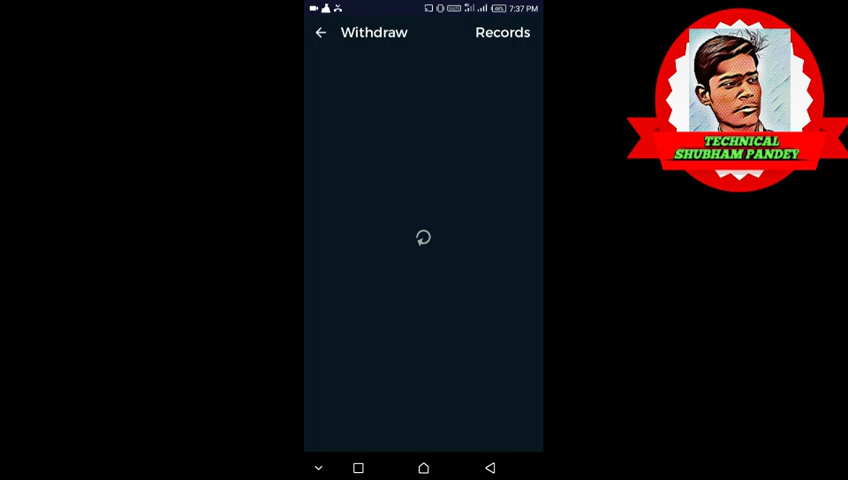 7:37 PM
Withdraw
Records
TECHNICAL
SHUBHAM PANDEY